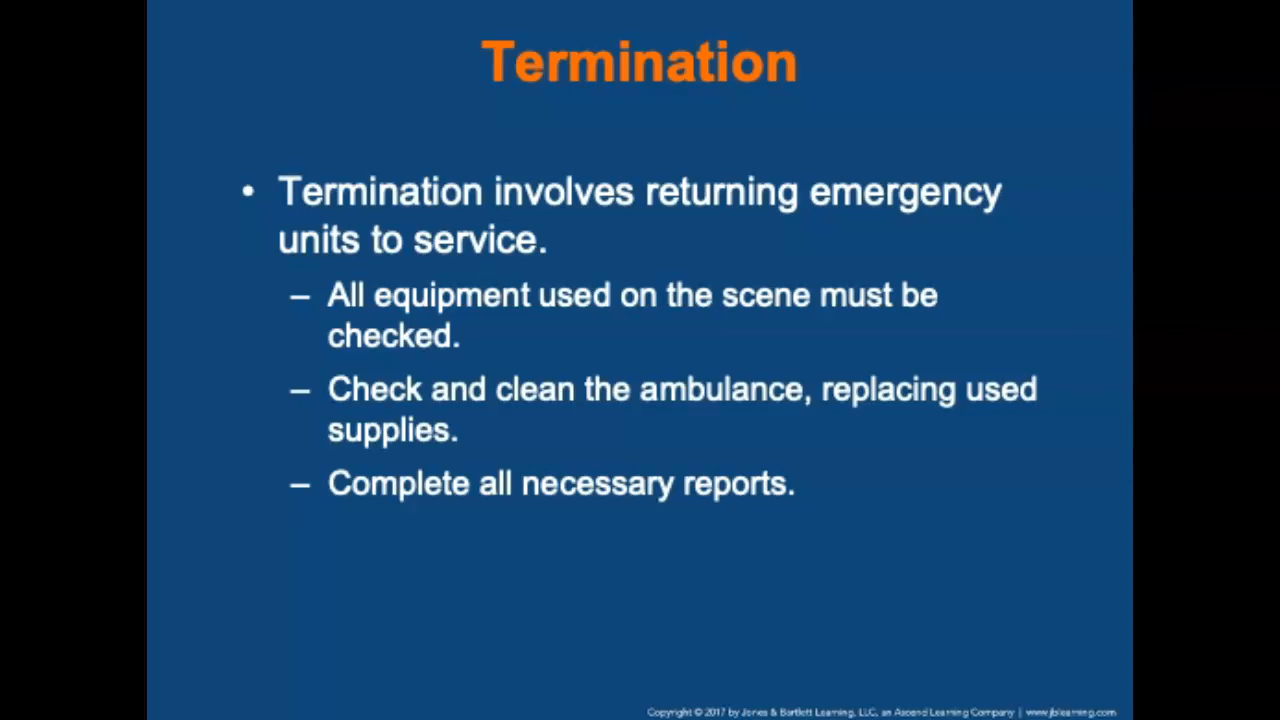 Termination
• Termination involves returning emergency
units to service.
– All equipment used on the scene must be
checked.
– Check and clean the ambulance, replacing used
supplies.
– Complete all necessary reports.
Copyright © 2017 by Jones & Bartlett Learning, LLC, an Ascend Learning Company | www.jblearning.com